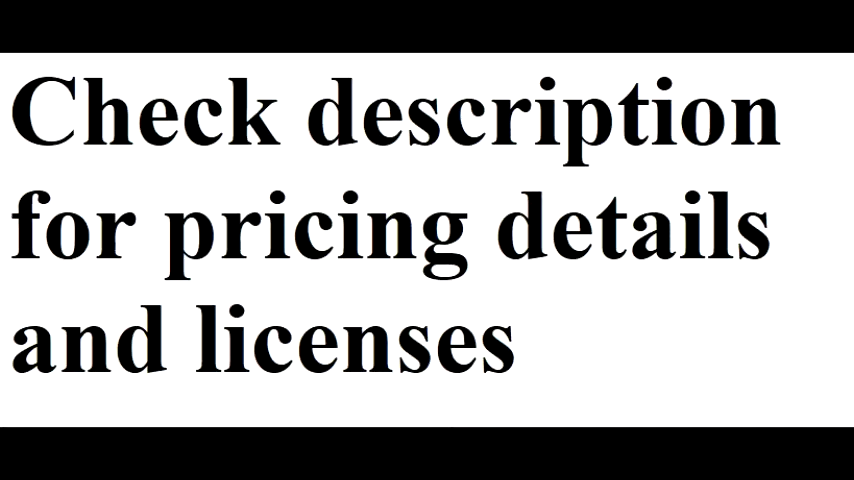 Check description
for pricing details
and licenses